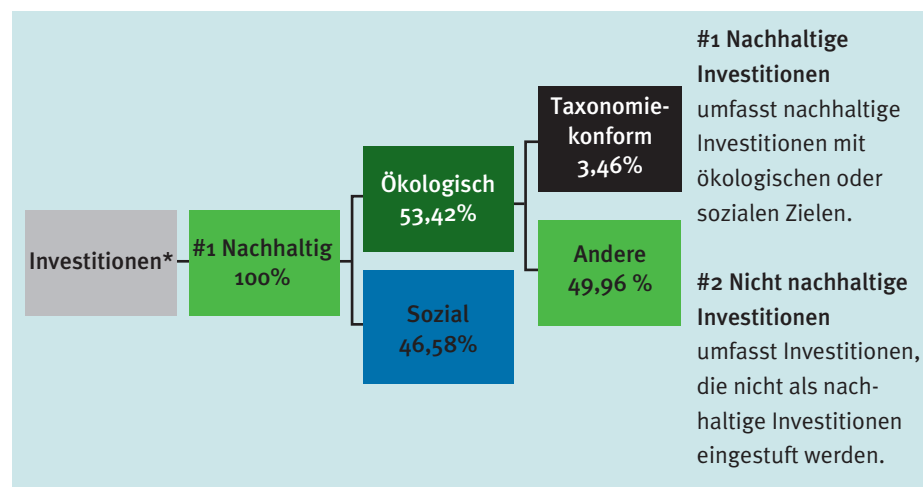 Investitionen*
#1 Nachhaltig
100%
Ökologisch
53,42%
Sozial
46,58%
Taxonomie-
konform
3,46%
Andere
49,96 %
#1 Nachhaltige
Investitionen
umfasst nachhaltige
Investitionen mit
ökologischen oder
sozialen Zielen.
#2 Nicht nachhaltige
Investitionen
umfasst Investitionen,
die nicht als nach-
haltige Investitionen
eingestuft werden.